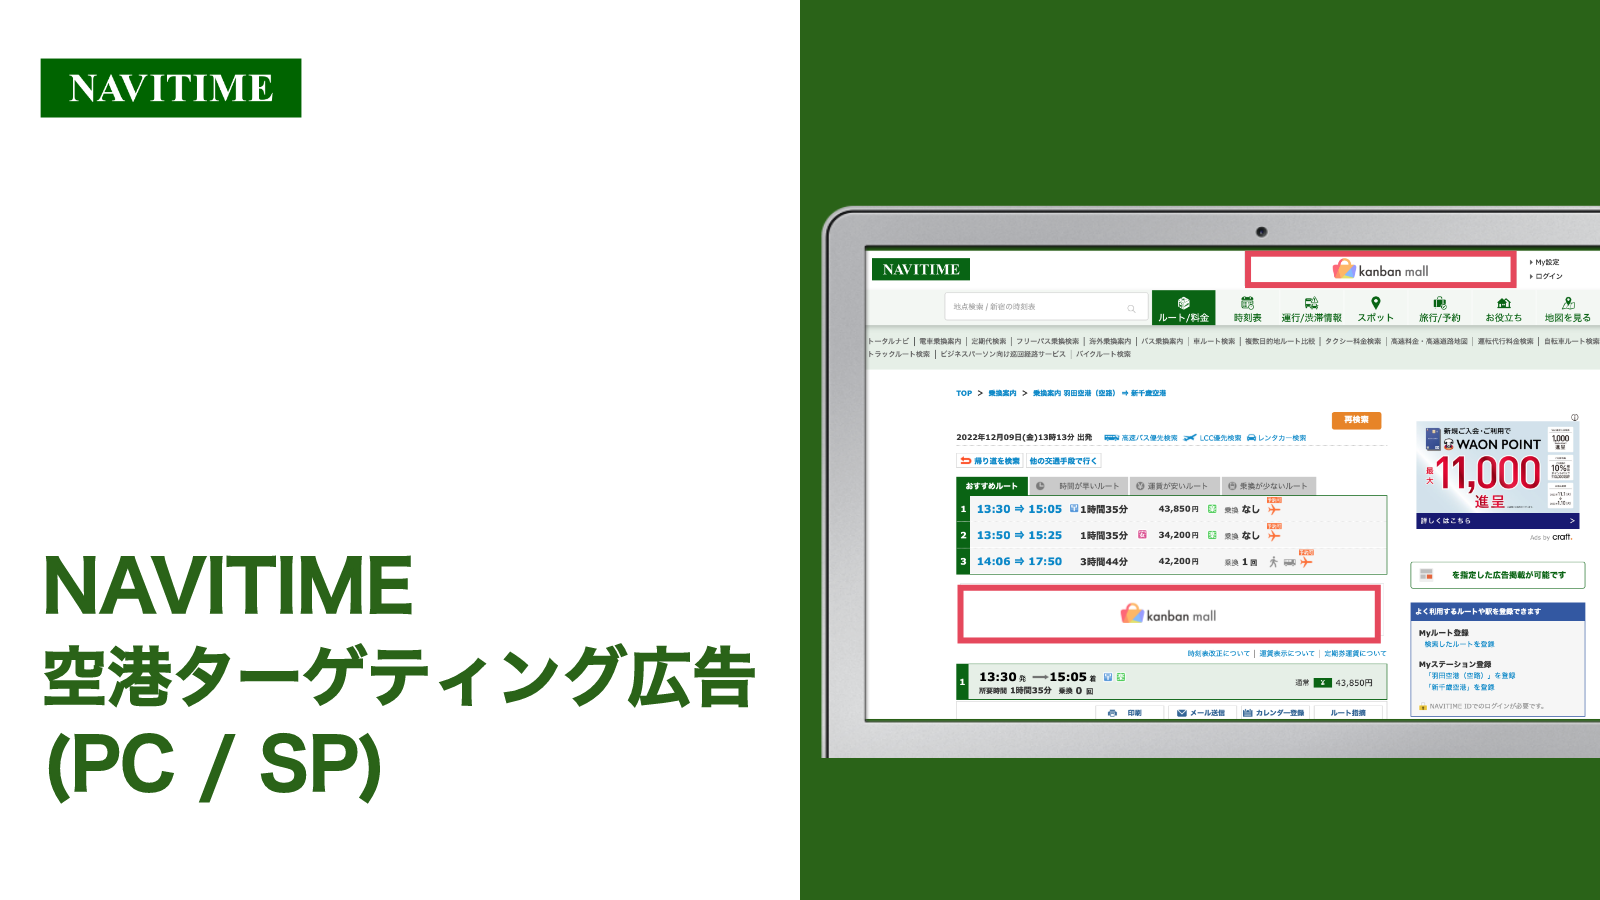 NAVITIME
NAVITIME
空港ターゲティング広告
(PC / SP)
NAVITIME
kanban mall
My設定
ログイン
地点検索 / 新宿の時刻表
ルート/料金
時刻表
運行/渋滞情報
スポット
旅行/予約
お役立ち
地図を見る
トータルナビ | 電車乗換案内 | 定期代検索 | フリーパス乗換検索 | 海外乗換案内 | バス乗換案内 | 車ルート検索 | 複数目的地ルート比較 | タクシー料金検索 | 高速料金・高速道路地図 | 運転代行料金検索 | 自転車ルート検索
トラックルート検索 | ビジネスパーソン向け巡回経路サービス | バイクルート検索
TOP > 乗換案内 > 乗換案内 羽田空港（空路） ⇒ 新千歳空港
再検索
2022年12月09日(金)13時13分 出発 高速バス優先検索 LCC優先検索 レンタカー検索
帰り道を検索 他の交通手段で行く
おすすめルート 時間が早いルート 運賃が安いルート 乗換が少ないルート
1 13:30 ⇒ 15:05 1時間35分 43,850円 乗換 なし
2 13:50 ⇒ 15:25 1時間35分 34,200円 乗換 なし
3 14:06 ⇒ 17:50 3時間44分 42,200円 乗換 1 回
kanban mall
時刻表改正について | 運賃表示について | 定期券運賃について
1 13:30 発 ⟶ 15:05 着
所要時間 1時間35分 乗換 0 回
通常 ¥ 43,850円
印刷 メール送信 カレンダー登録 ルート指摘
新規ご入会・ご利用で
WAON POINT
最大 11,000
進呈
1,000
進呈
10%
詳しくはこちら >
Ads by craft.
を指定した広告掲載が可能です
よく利用するルートや駅を登録できます
Myルート登録
検索したルートを登録
Myステーション登録
「羽田空港（空路）」を登録
「新千歳空港」を登録
NAVITIME IDでのログインが必要です。